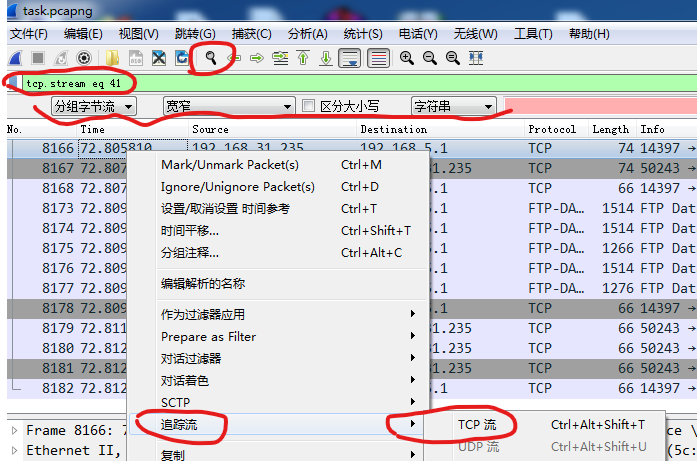 task.pcapng
文件(F) 编辑(E) 视图(V) 跳转(G) 捕获(C) 分析(A) 统计(S) 电话(Y) 无线(W) 工具(T) 帮助(H)
tcp.stream eq 41
分组字节流 宽窄 区分大小写 字符串
No. Time Source Destination Protocol Length Info
8166 72.805810 192.168.31.235 192.168.5.1 TCP 74 14397 →
8167 72.80 .235 TCP 74 50243 →
8168 72.80 .1 TCP 66 14397 →
8173 72.809 .1 FTP-DA… 1514 FTP Dat
8174 72.809 .1 FTP-DA… 1514 FTP Dat
8175 72.809 .1 FTP-DA… 1266 FTP Dat
8176 72.809 .1 FTP-DA… 1514 FTP Dat
8177 72.809 .1 FTP-DA… 1276 FTP Dat
8178 72.809 .1 TCP 66 14397 →
8179 72.811 31.235 TCP 66 50243 →
8180 72.812 31.235 TCP 66 50243 →
8181 72.812 31.235 TCP 66 50243 →
8182 72.812 .1 TCP 66 14397 →
Mark/Unmark Packet(s) Ctrl+M
Ignore/Unignore Packet(s) Ctrl+D
设置/取消设置 时间参考 Ctrl+T
时间平移... Ctrl+Shift+T
分组注释... Ctrl+Alt+C
编辑解析的名称
作为过滤器应用
Prepare as Filter
对话过滤器
对话着色
SCTP
追踪流
复制
TCP 流 Ctrl+Alt+Shift+T
UDP 流 Ctrl+Alt+Shift+U
Frame 8166: 7
Ethernet II, (5c: